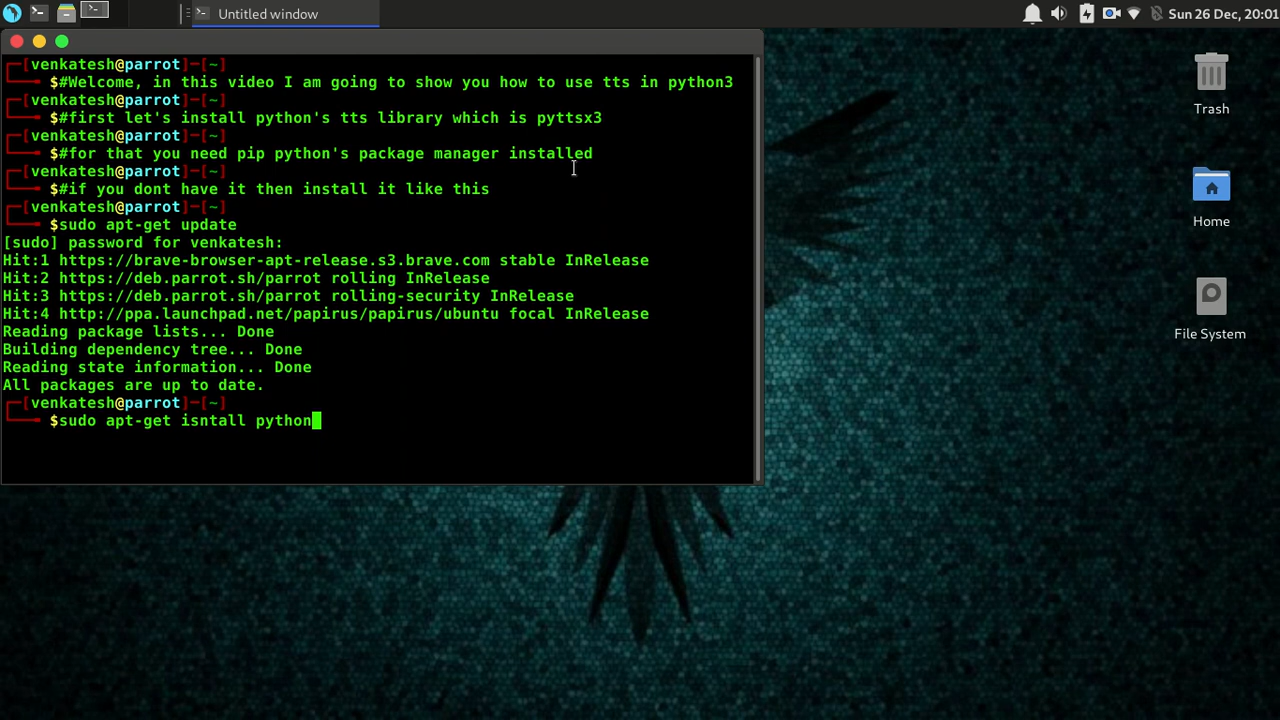 Untitled window
Sun 26 Dec, 20:01
┌─[venkatesh@parrot]─[~]
└──╼ $#Welcome, in this video I am going to show you how to use tts in python3
┌─[venkatesh@parrot]─[~]
└──╼ $#first let's install python's tts library which is pyttsx3
┌─[venkatesh@parrot]─[~]
└──╼ $#for that you need pip python's package manager installed
┌─[venkatesh@parrot]─[~]
└──╼ $#if you dont have it then install it like this
┌─[venkatesh@parrot]─[~]
└──╼ $sudo apt-get update
[sudo] password for venkatesh:
Hit:1 https://brave-browser-apt-release.s3.brave.com stable InRelease
Hit:2 https://deb.parrot.sh/parrot rolling InRelease
Hit:3 https://deb.parrot.sh/parrot rolling-security InRelease
Hit:4 http://ppa.launchpad.net/papirus/papirus/ubuntu focal InRelease
Reading package lists... Done
Building dependency tree... Done
Reading state information... Done
All packages are up to date.
┌─[venkatesh@parrot]─[~]
└──╼ $sudo apt-get isntall python
Trash
Home
File System